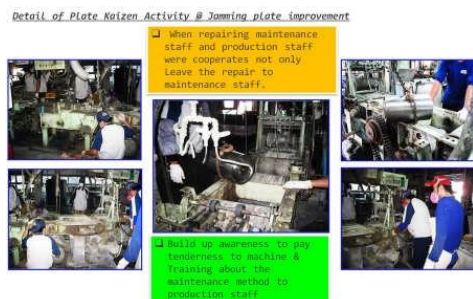 Detail of Plate Kaizen Activity @ Jamming plate improvement
❑ When repairing maintenance
staff and production staff
were cooperates not only
Leave the repair to
maintenance staff.
❑ Build up awareness to pay
tenderness to machine &
Training about the
maintenance method to
production staff